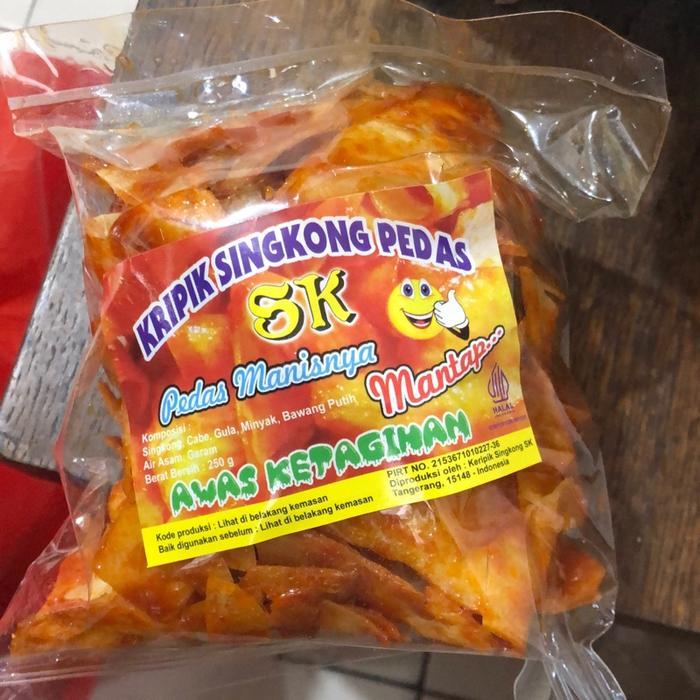 KRIPIK SINGKONG PEDAS
SK
Pedas Manisnya
Mantap...
Komposisi :
Singkong, Cabe, Gula, Minyak, Bawang Putih
Air Asam, Garam
Berat Bersih : 250 g
HALAL
AWAS KETAGIHAN
Kode produksi : Lihat di belakang kemasan
Baik digunakan sebelum : Lihat di belakang kemasan
PIRT NO. 2153671010227-36
Diproduksi oleh : Keripik Singkong SK
Tangerang, 15148 - Indonesia